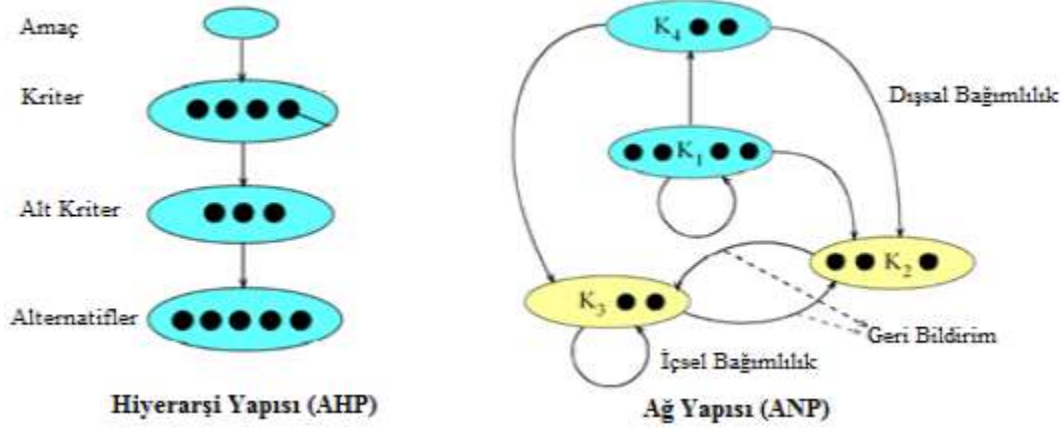 Amaç
Kriter
Alt Kriter
Alternatifler
Hiyerarşi Yapısı (AHP)
K4
Dışsal Bağımlılık
K1
K2
K3
Geri Bildirim
İçsel Bağımlılık
Ağ Yapısı (ANP)